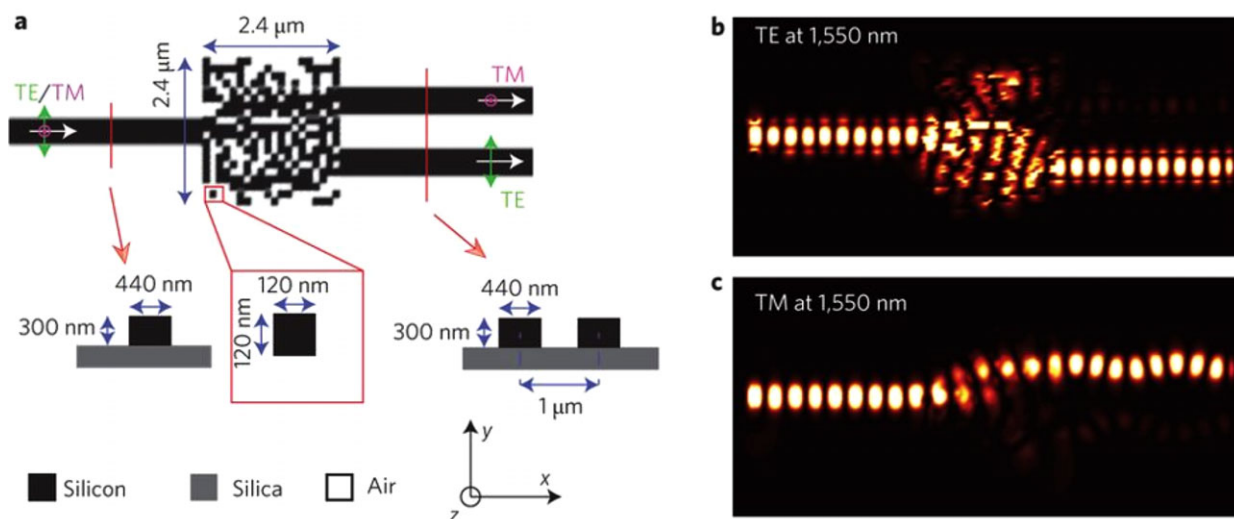 a
2.4 µm
2.4 µm
TE/TM
TM
TE
440 nm
300 nm
120 nm
120 nm
440 nm
300 nm
1 µm
y
x
z
Silicon
Silica
Air
b
TE at 1,550 nm
c
TM at 1,550 nm